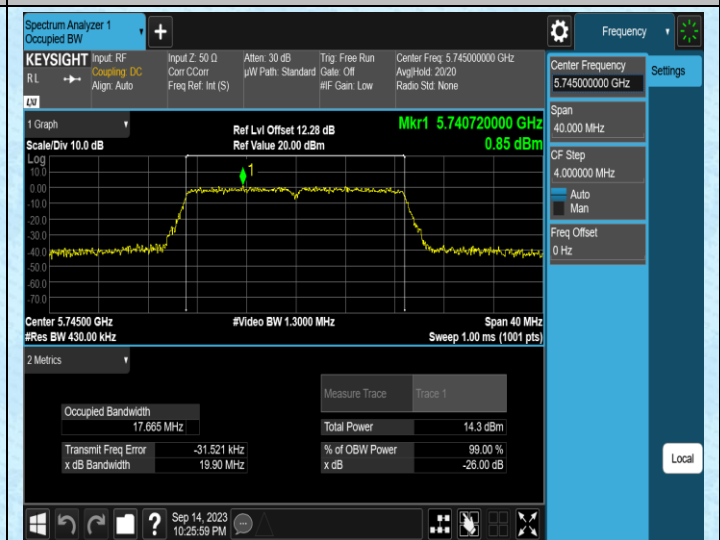 Spectrum Analyzer 1
Occupied BW
Frequency
KEYSIGHT
RL
LXI
Input: RF
Coupling: DC
Align: Auto
Input Z: 50 Ω
Corr CCorr
Freq Ref: Int (S)
Atten: 30 dB
µW Path: Standard
Trig: Free Run
Gate: Off
#IF Gain: Low
Center Freq: 5.745000000 GHz
Avg|Hold: 20/20
Radio Std: None
Center Frequency
5.745000000 GHz
Settings
Span
40.000 MHz
CF Step
4.000000 MHz
Auto
Man
Freq Offset
0 Hz
Local
1 Graph
Scale/Div 10.0 dB
Ref Lvl Offset 12.28 dB
Ref Value 20.00 dBm
Mkr1 5.740720000 GHz
0.85 dBm
Log
10.0
0.00
-10.0
-20.0
-30.0
-40.0
-50.0
-60.0
-70.0
1
Center 5.74500 GHz
#Res BW 430.00 kHz
#Video BW 1.3000 MHz
Span 40 MHz
Sweep 1.00 ms (1001 pts)
2 Metrics
Measure Trace Trace 1
Occupied Bandwidth
17.665 MHz
Total Power 14.3 dBm
Transmit Freq Error -31.521 kHz
% of OBW Power 99.00 %
x dB Bandwidth 19.90 MHz
x dB -26.00 dB
?
Sep 14, 2023
10:25:59 PM